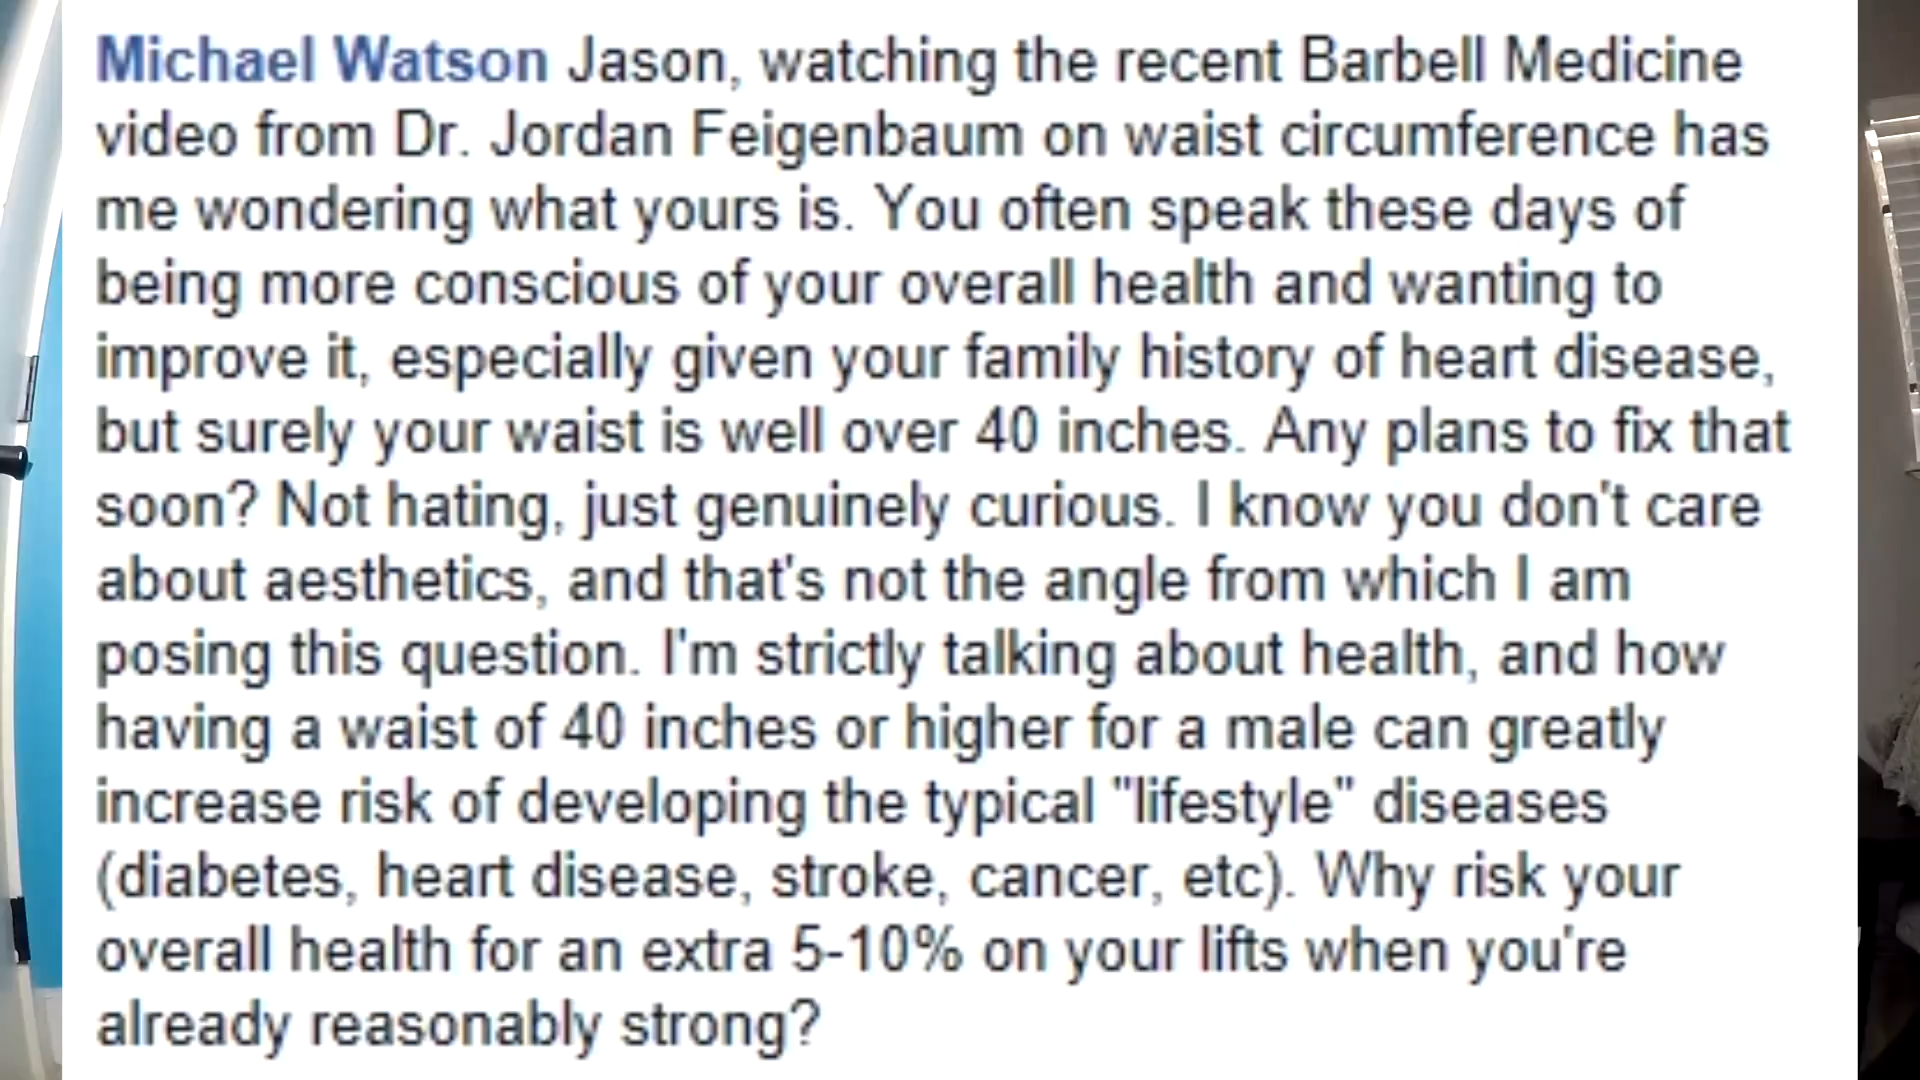 Michael Watson Jason, watching the recent Barbell Medicine
video from Dr. Jordan Feigenbaum on waist circumference has
me wondering what yours is. You often speak these days of
being more conscious of your overall health and wanting to
improve it, especially given your family history of heart disease,
but surely your waist is well over 40 inches. Any plans to fix that
soon? Not hating, just genuinely curious. I know you don't care
about aesthetics, and that's not the angle from which I am
posing this question. I'm strictly talking about health, and how
having a waist of 40 inches or higher for a male can greatly
increase risk of developing the typical "lifestyle" diseases
(diabetes, heart disease, stroke, cancer, etc). Why risk your
overall health for an extra 5-10% on your lifts when you're
already reasonably strong?